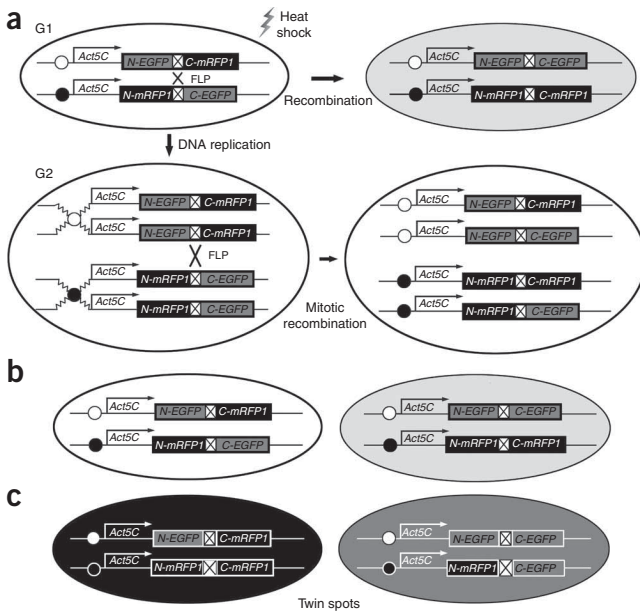 a
G1
Heat
shock
Act5C N-EGFP C-mRFP1
FLP
Act5C N-mRFP1 C-EGFP
Recombination
Act5C N-EGFP C-EGFP
Act5C N-mRFP1 C-mRFP1
DNA replication
G2
Act5C N-EGFP C-mRFP1
Act5C N-EGFP C-mRFP1
FLP
Act5C N-mRFP1 C-EGFP
Act5C N-mRFP1 C-EGFP
Mitotic
recombination
Act5C N-EGFP C-mRFP1
Act5C N-EGFP C-EGFP
Act5C N-mRFP1 C-mRFP1
Act5C N-mRFP1 C-EGFP
b
Act5C N-EGFP C-mRFP1
Act5C N-mRFP1 C-EGFP
Act5C N-EGFP C-EGFP
Act5C N-mRFP1 C-mRFP1
c
Act5C N-EGFP C-mRFP1
Act5C N-mRFP1 C-mRFP1
Act5C N-EGFP C-EGFP
Act5C N-mRFP1 C-EGFP
Twin spots